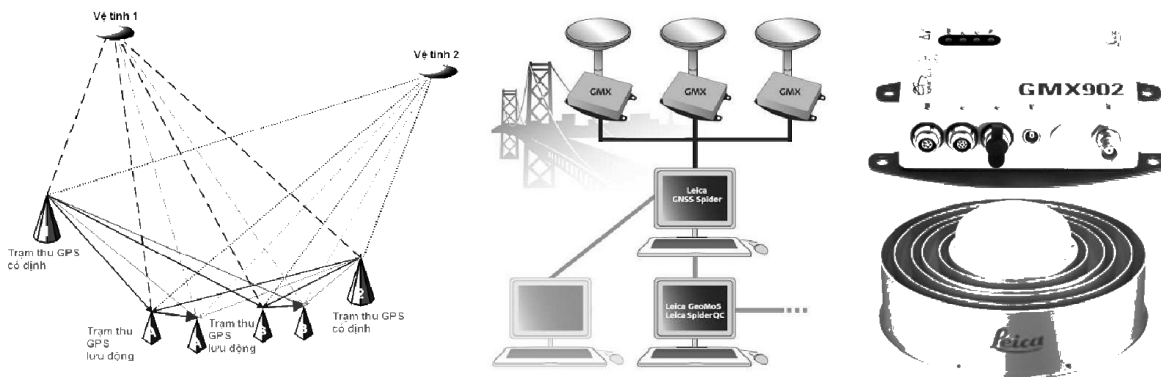 Vệ tinh 1
Vệ tinh 2
1
Trạm thu GPS
cố định
2
Trạm thu GPS
cố định
A
A
B
B
Trạm thu
GPS
lưu động
Trạm thu
GPS
lưu động
GMX
GMX
GMX
Leica
GNSS Spider
Leica GeoMoS
Leica SpiderQC
GMX902
Leica